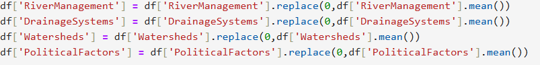 df['RiverManagement'] = df['RiverManagement'].replace(0,df['RiverManagement'].mean())
df['DrainageSystems'] = df['DrainageSystems'].replace(0,df['DrainageSystems'].mean())
df['Watersheds'] = df['Watersheds'].replace(0,df['Watersheds'].mean())
df['PoliticalFactors'] = df['PoliticalFactors'].replace(0,df['PoliticalFactors'].mean())